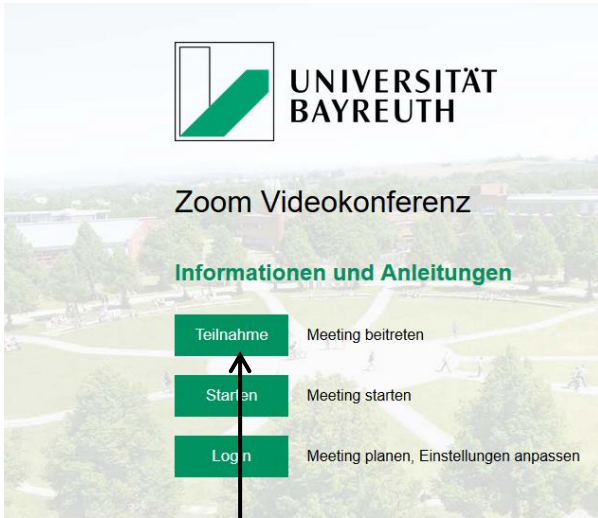 UNIVERSITÄT
BAYREUTH
Zoom Videokonferenz
Informationen und Anleitungen
Teilnahme Meeting beitreten
Starten Meeting starten
Login Meeting planen, Einstellungen anpassen